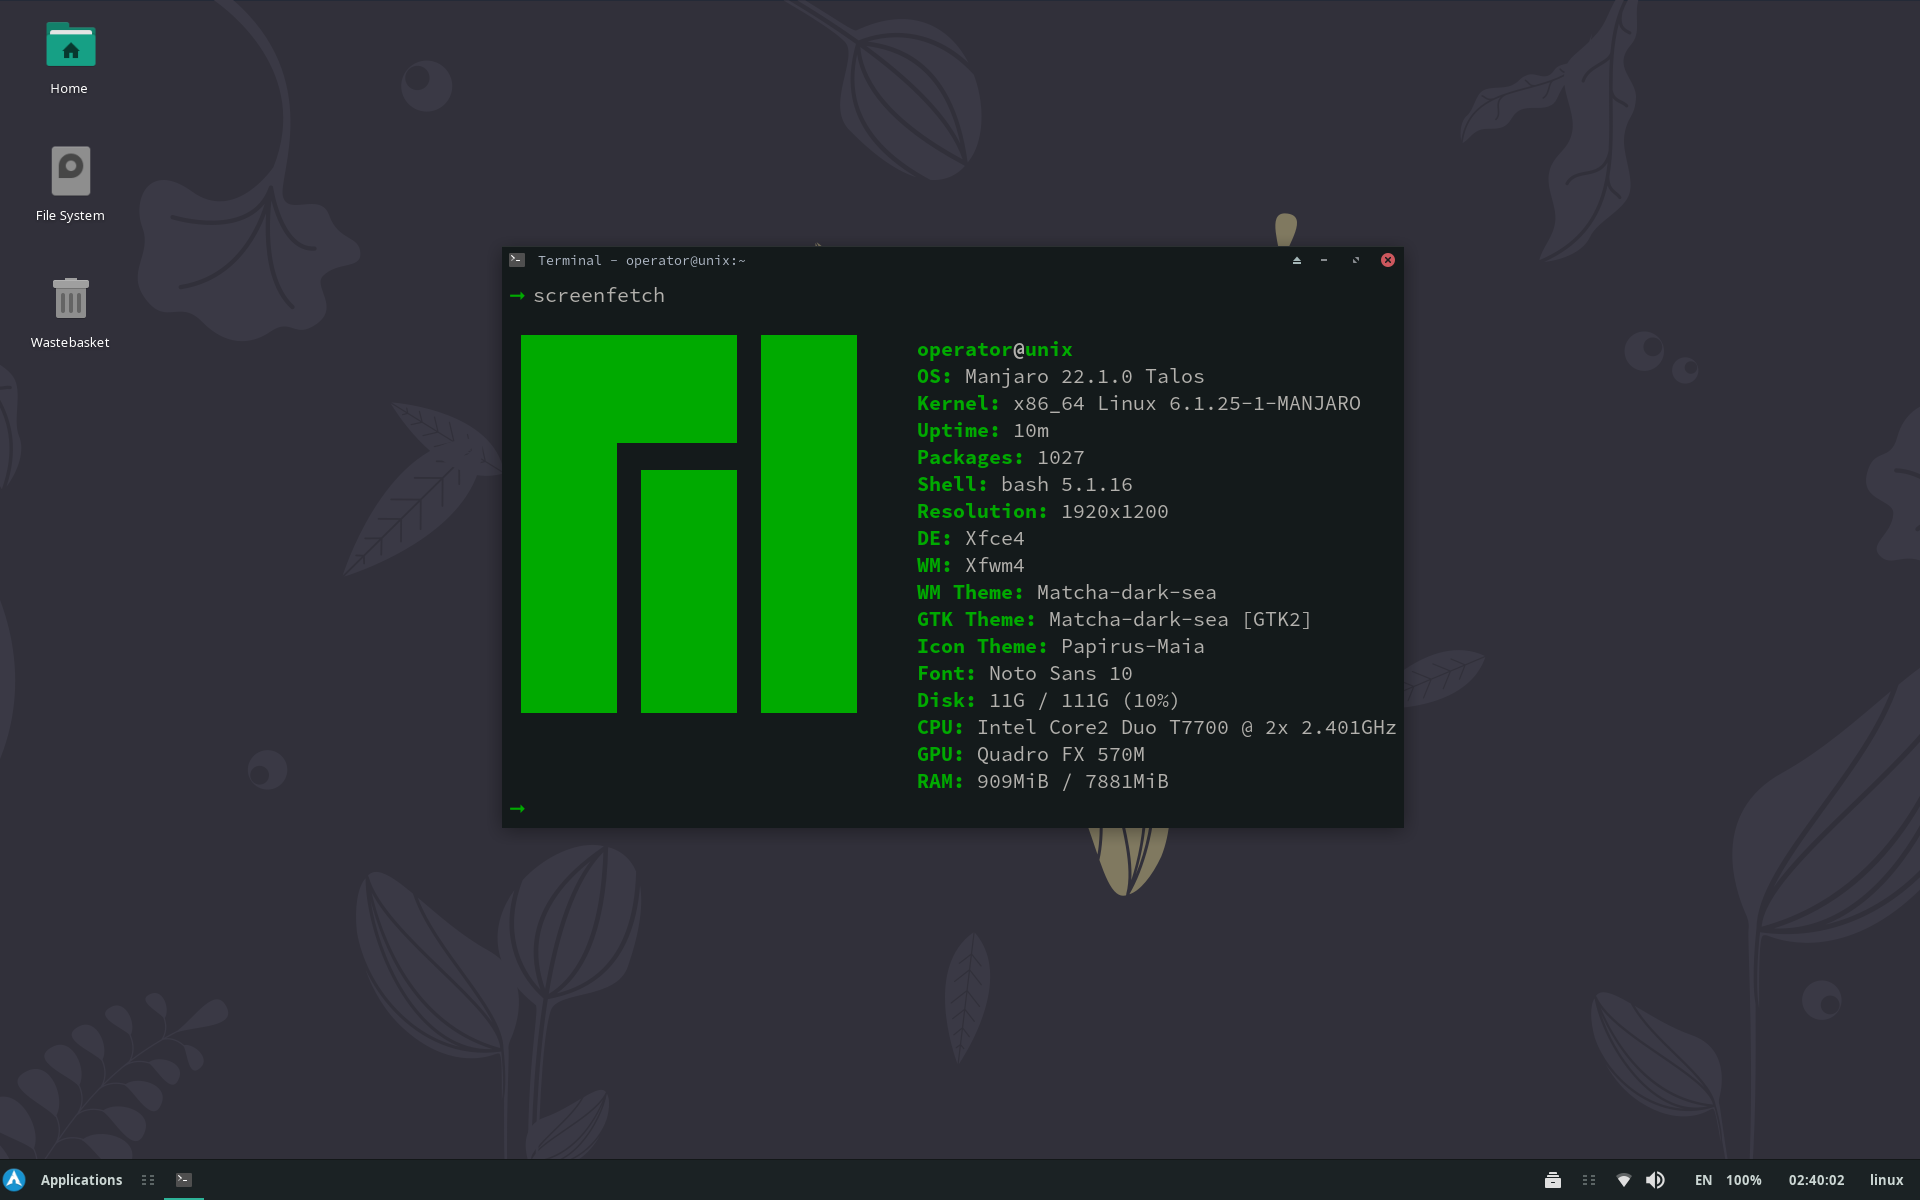 Home
File System
Wastebasket
Terminal - operator@unix:~
→ screenfetch
operator@unix
OS: Manjaro 22.1.0 Talos
Kernel: x86_64 Linux 6.1.25-1-MANJARO
Uptime: 10m
Packages: 1027
Shell: bash 5.1.16
Resolution: 1920x1200
DE: Xfce4
WM: Xfwm4
WM Theme: Matcha-dark-sea
GTK Theme: Matcha-dark-sea [GTK2]
Icon Theme: Papirus-Maia
Font: Noto Sans 10
Disk: 11G / 111G (10%)
CPU: Intel Core2 Duo T7700 @ 2x 2.401GHz
GPU: Quadro FX 570M
RAM: 909MiB / 7881MiB
→
Applications EN 100% 02:40:02 linux